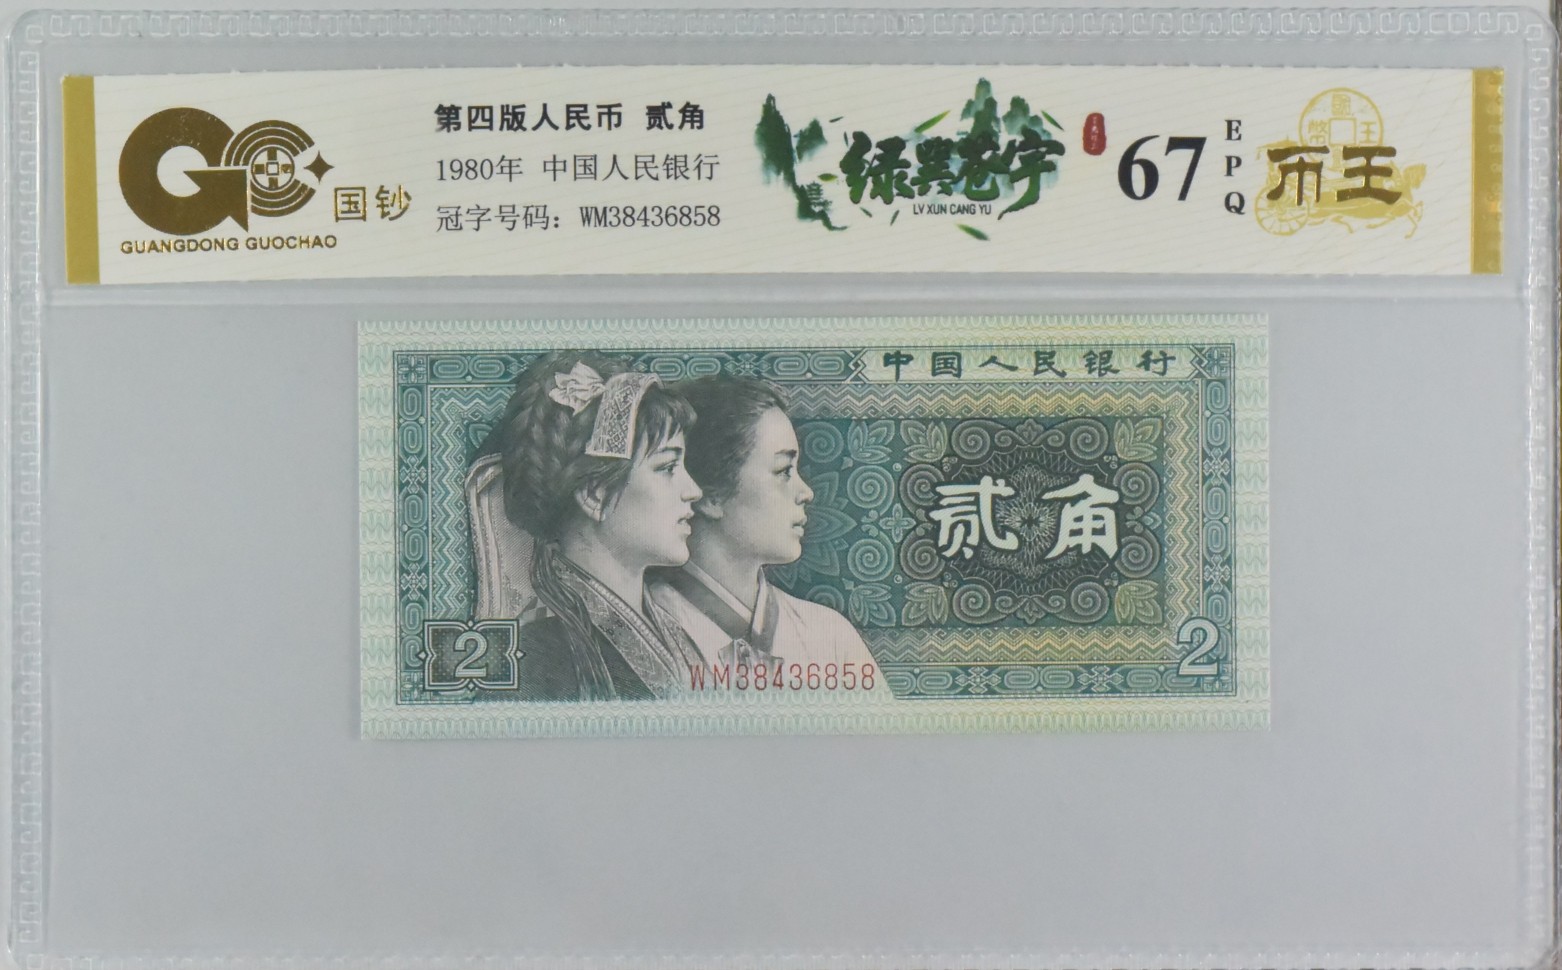 第四版人民币 贰角
1980年 中国人民银行
冠字号码：WM38436858
国钞
GUANGDONG GUOCHAO
绿巽苍宇
LV XUN CANG YU
67
EPQ
币王
中国人民银行
贰角
2
2
WM38436858